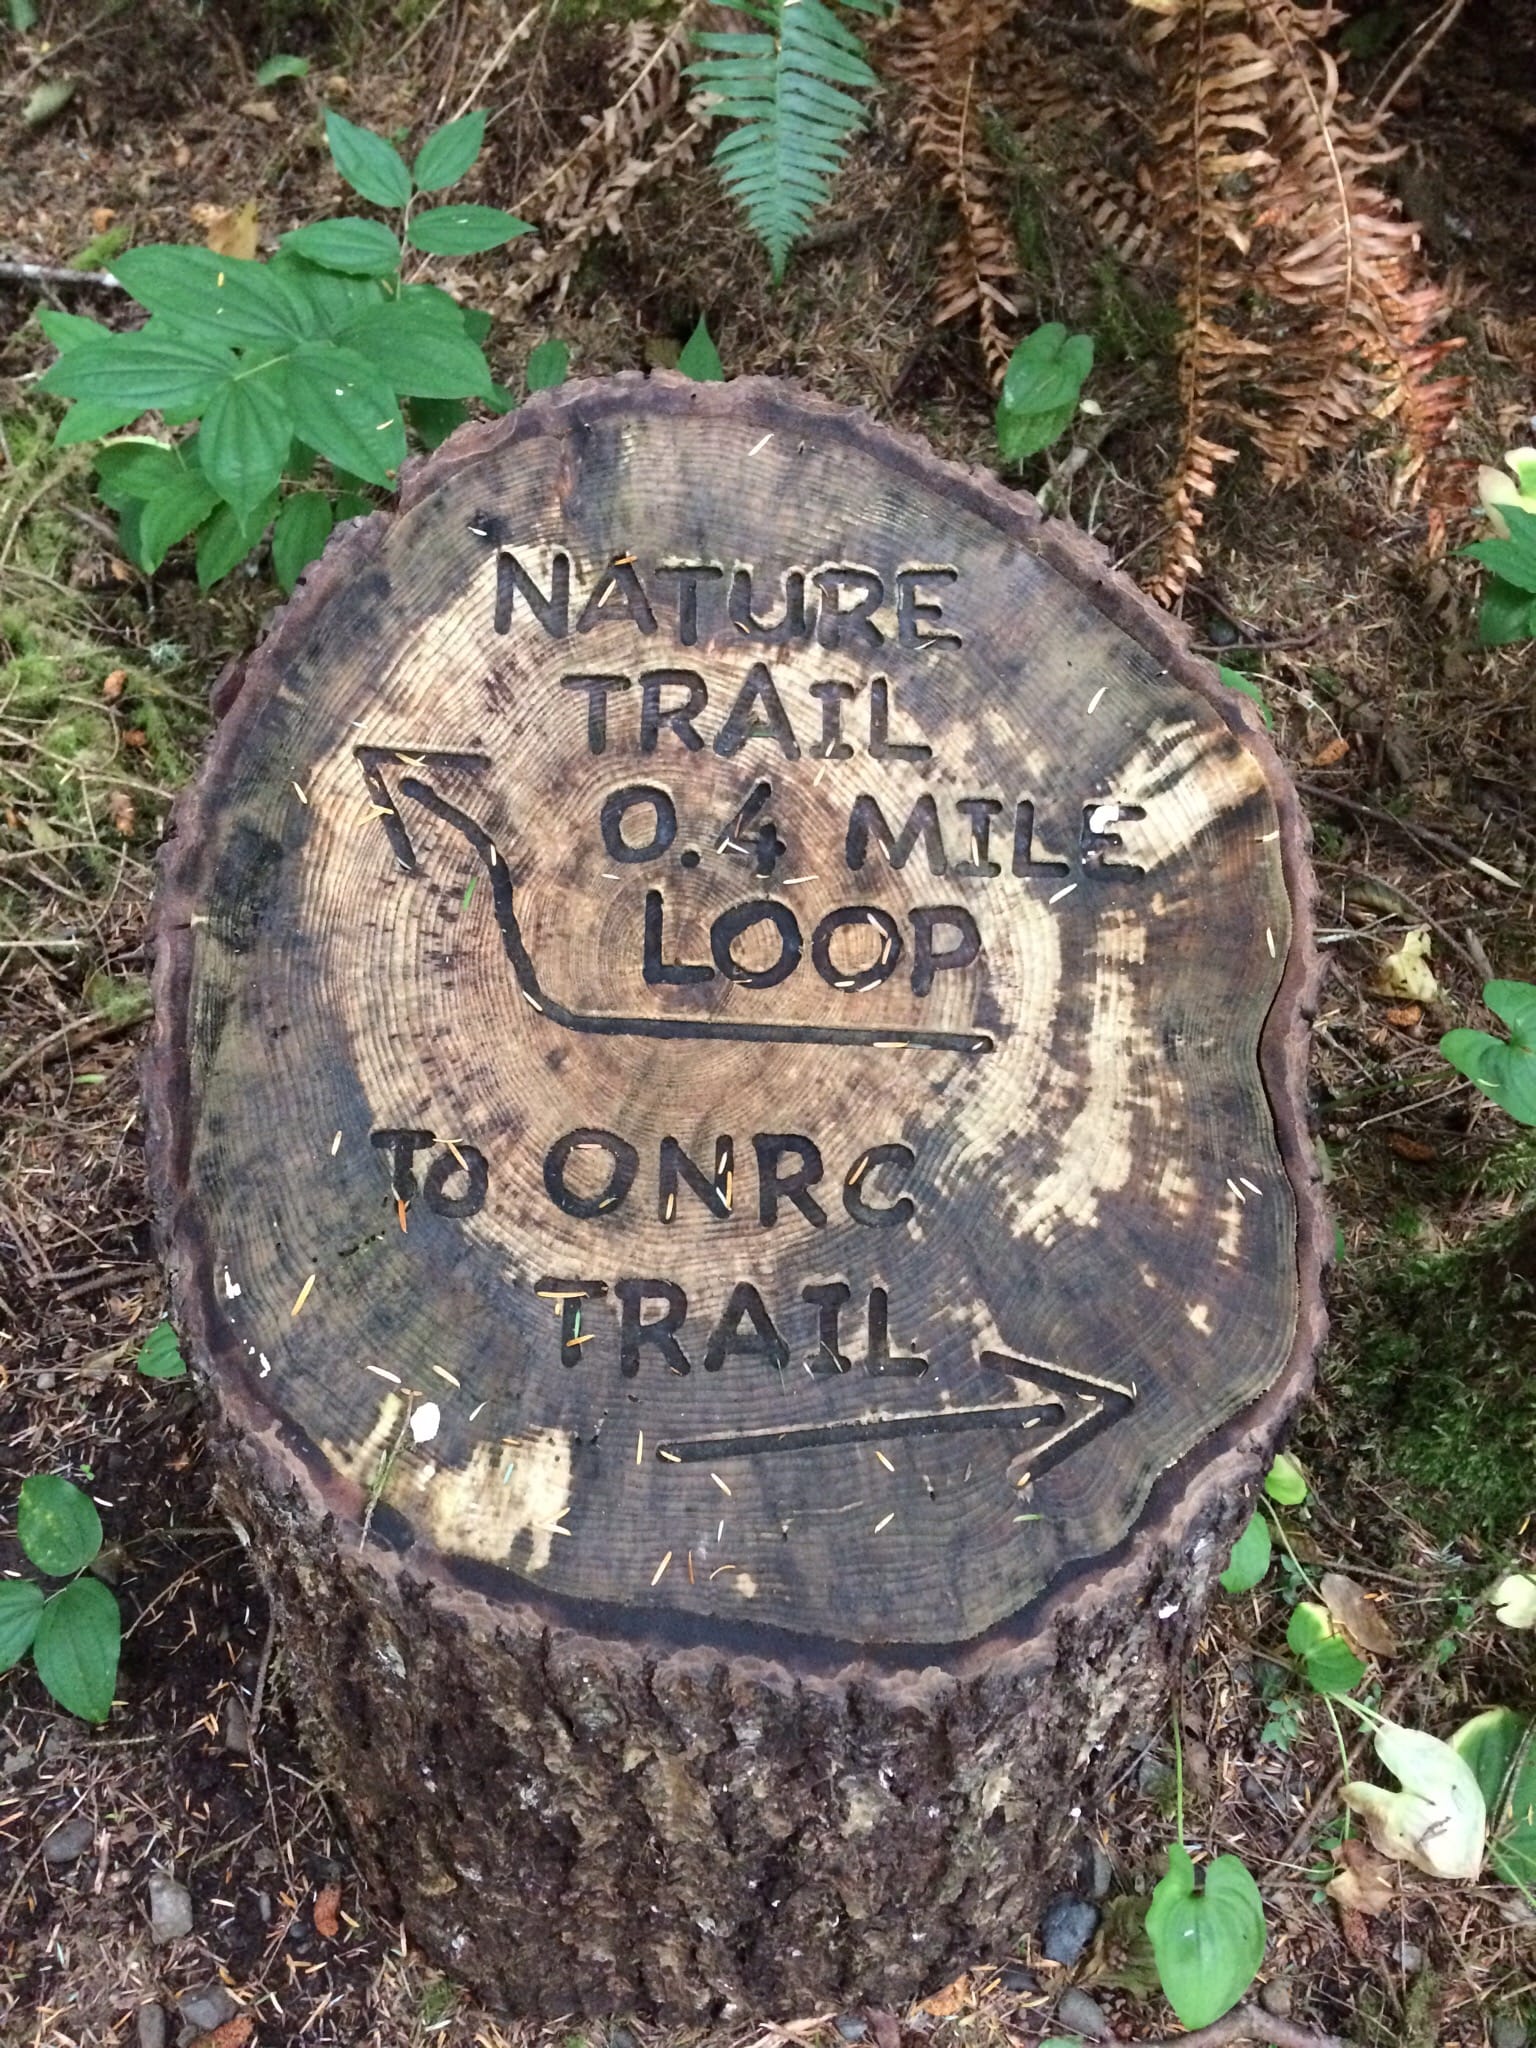 NATURE
TRAIL
0.4 MILE
LOOP
TO ONRC
TRAIL